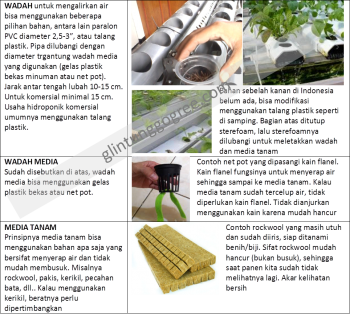 WADAH untuk mengalirkan air
bisa menggunakan beberapa
pilihan bahan, antara lain paralon
PVC diameter 2,5-3”, atau talang
plastik. Pipa dilubangi dengan
diameter trgantung wadah media
yang digunakan (gelas plastik
bekas minuman atau net pot).
Jarak antar tengah lubah 10-15 cm.
Untuk komersial minimal 15 cm.
Usaha hidroponik komersial
umumnya menggunakan talang
plastik.
Bahan sebelah kanan di Indonesia
belum ada, bisa modifikasi
menggunakan talang plastik seperti
di samping. Bagian atas ditutup
sterefoam, lalu sterefoamnya
dilubangi untuk meletakkan wadah
dan media tanam
WADAH MEDIA
Sudah disebutkan di atas, wadah
media bisa menggunakan gelas
plastik bekas atau net pot.
Contoh net pot yang dipasangi kain flanel.
Kain flanel fungsinya untuk menyerap air
sehingga sampai ke media tanam. Kalau
media tanam sudah tercelup air, tidak
diperlukan kain flanel. Tidak dianjurkan
menggunakan kain karena mudah hancur
MEDIA TANAM
Prinsipnya media tanam bisa
menggunakan bahan apa saja yang
bersifat menyerap air dan tidak
mudah membusuk. Misalnya
rockwool, pakis, kerikil, pecahan
bata, dll.. Kalau menggunakan
kerikil, beratnya perlu
dipertimbangkan
Contoh rockwool yang masih utuh
dan sudah diiris, siap ditanami
benih/biji. Sifat rockwool mudah
hancur (bukan busuk), sehingga
saat panen kita sudah tidak
melihatnya lagi. Akar kelihatan
bersih